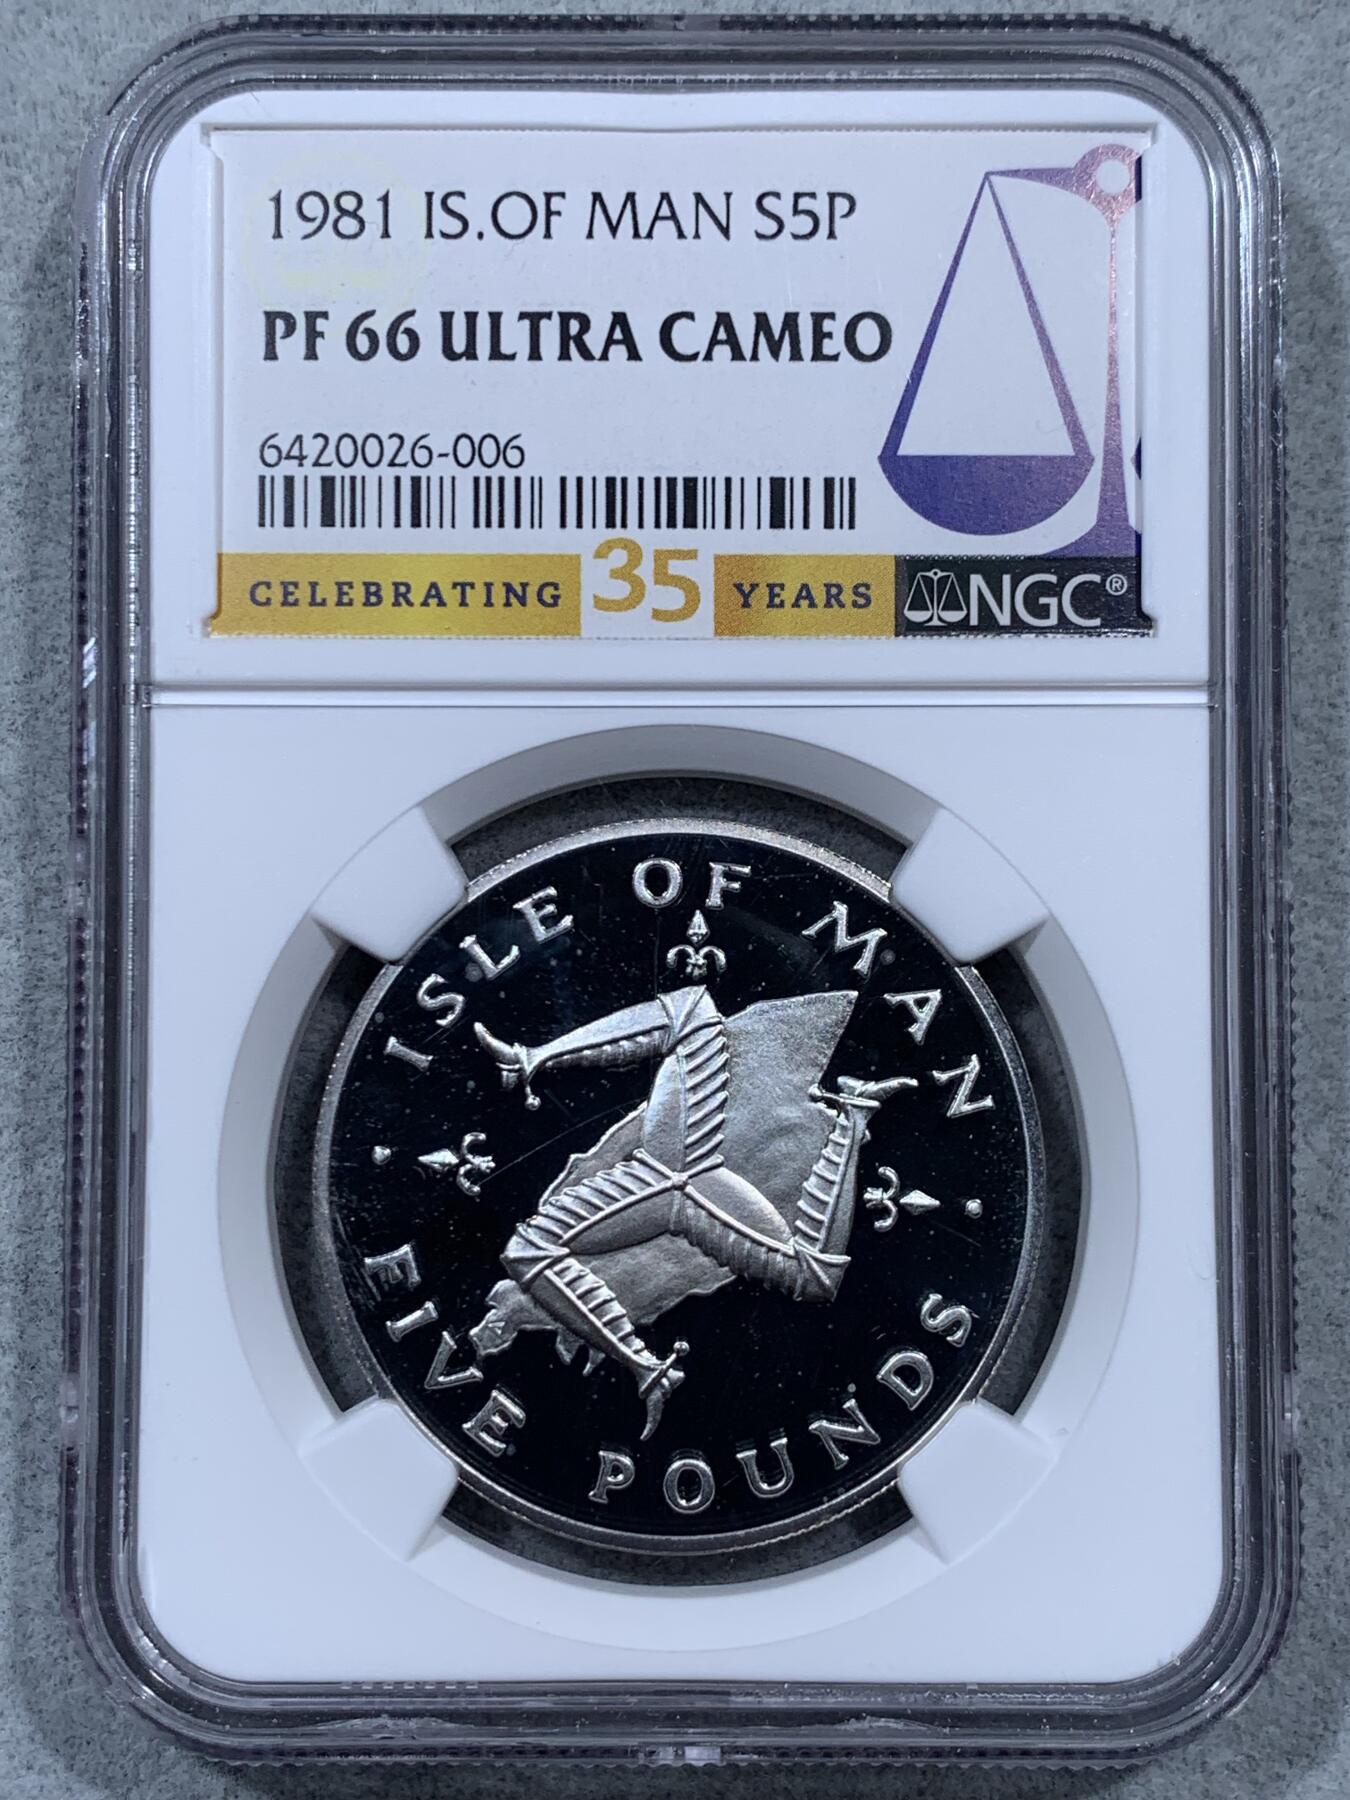 1981 IS.OF MAN S5P
PF 66 ULTRA CAMEO
6420026-006
CELEBRATING 35 YEARS NGC®
ISLE OF MAN
· FIVE POUNDS ·